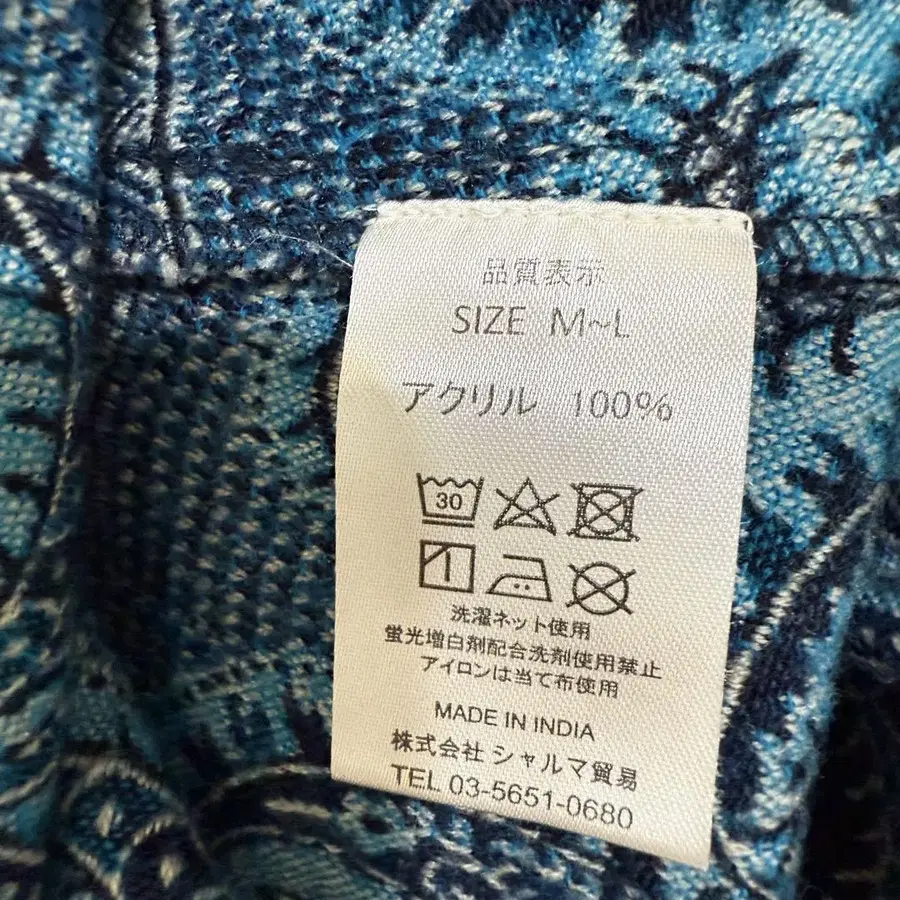 品質表示
SIZE M~L
アクリル 100%
30
洗濯ネット使用
蛍光増白剤配合洗剤使用禁止
アイロンは当て布使用
MADE IN INDIA
株式会社 シャルマ貿易
TEL 03-5651-0680